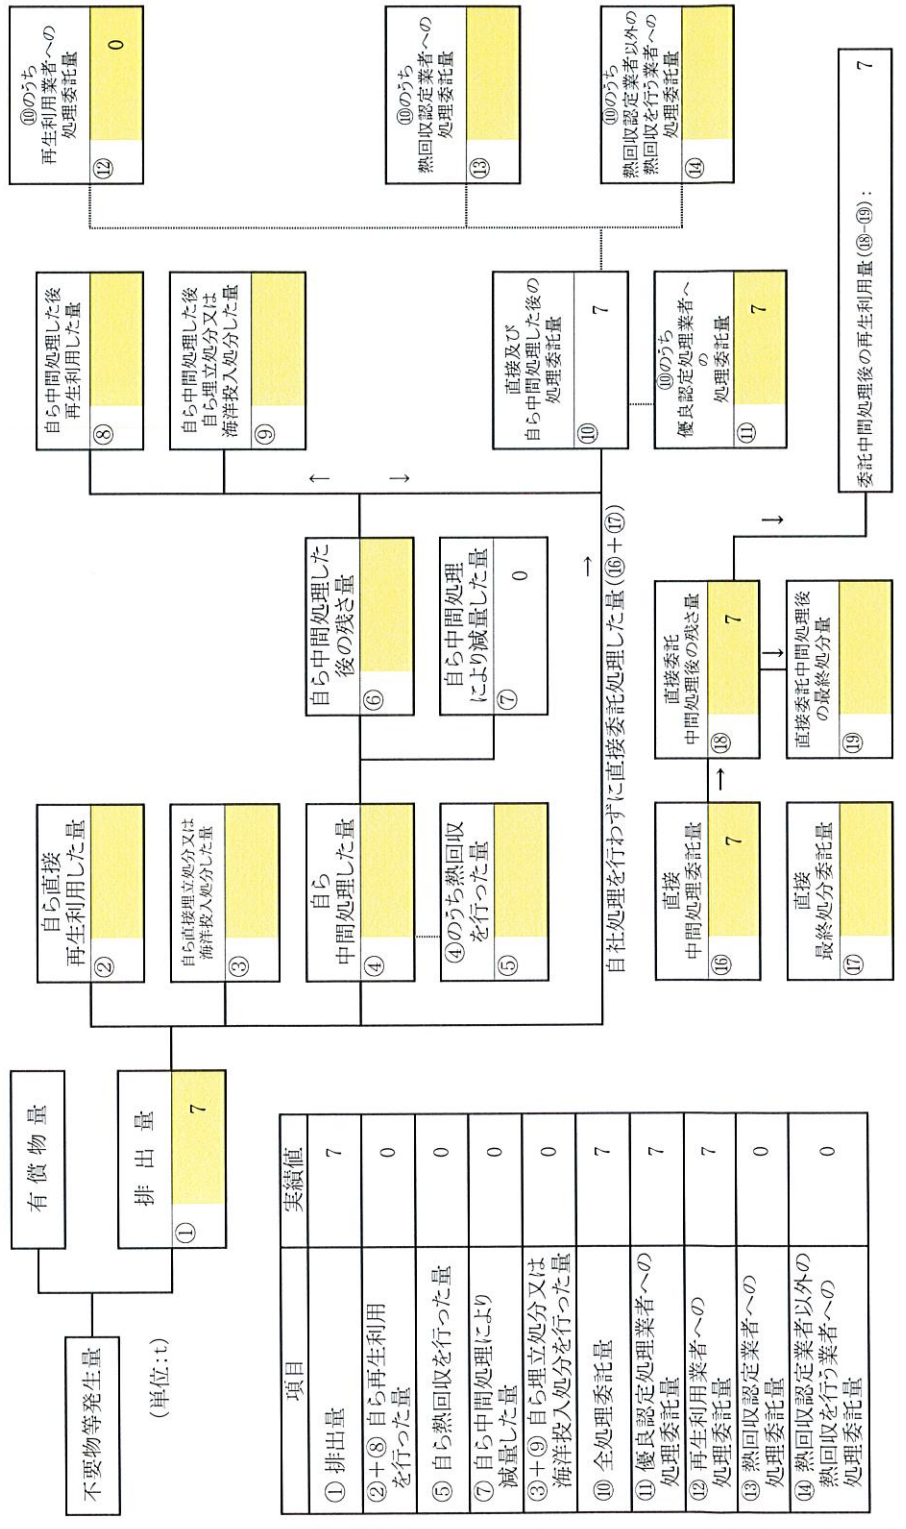 不要物等発生量
(単位:t)
有償物量
排出量
① 7
② 自ら直接
再生利用した量
自ら直接埋立処分又は
海洋投入処分した量
③
自ら
中間処理した量
④
④のうち熱回収
を行った量
⑤
自ら中間処理した
後の残さ量
⑥
自ら中間処理
により減量した量
⑦ 0
自ら中間処理した後
再生利用した量
⑧
自ら中間処理した後
自ら埋立処分又は
海洋投入処分した量
⑨
↑
↓
直接及び
自ら中間処理した後の
処理委託量
⑩ 7
⑩のうち
優良認定処理業者へ
の
処理委託量
⑪ 7
⑩のうち
再生利用業者への
処理委託量
⑫ 0
⑩のうち
熱回収認定業者への
処理委託量
⑬
⑩のうち
熱回収認定業者以外の
熱回収を行う業者への
処理委託量
⑭
自社処理を行わずに直接委託処理した量(⑯+⑰)
→
直接
中間処理委託量
⑯ 7
→
直接
最終処分委託量
⑰
直接委託
中間処理後の残さ量
⑱ 7
↓
直接委託中間処理後
の最終処分量
⑲
↓
委託中間処理後の再生利用量(⑱-⑲): 7
項目 実績値
① 排出量 7
②+⑧ 自ら再生利用
を行った量 0
⑤ 自ら熱回収を行った量 0
⑦ 自ら中間処理により
減量した量 0
③+⑨ 自ら埋立処分又は
海洋投入処分を行った量 0
⑩ 全処理委託量 7
⑪ 優良認定処理業者への
処理委託量 7
⑫ 再生利用業者への
処理委託量 7
⑬ 熱回収認定業者への
処理委託量 0
⑭ 熱回収認定業者以外の
熱回収を行う業者への
処理委託量 0